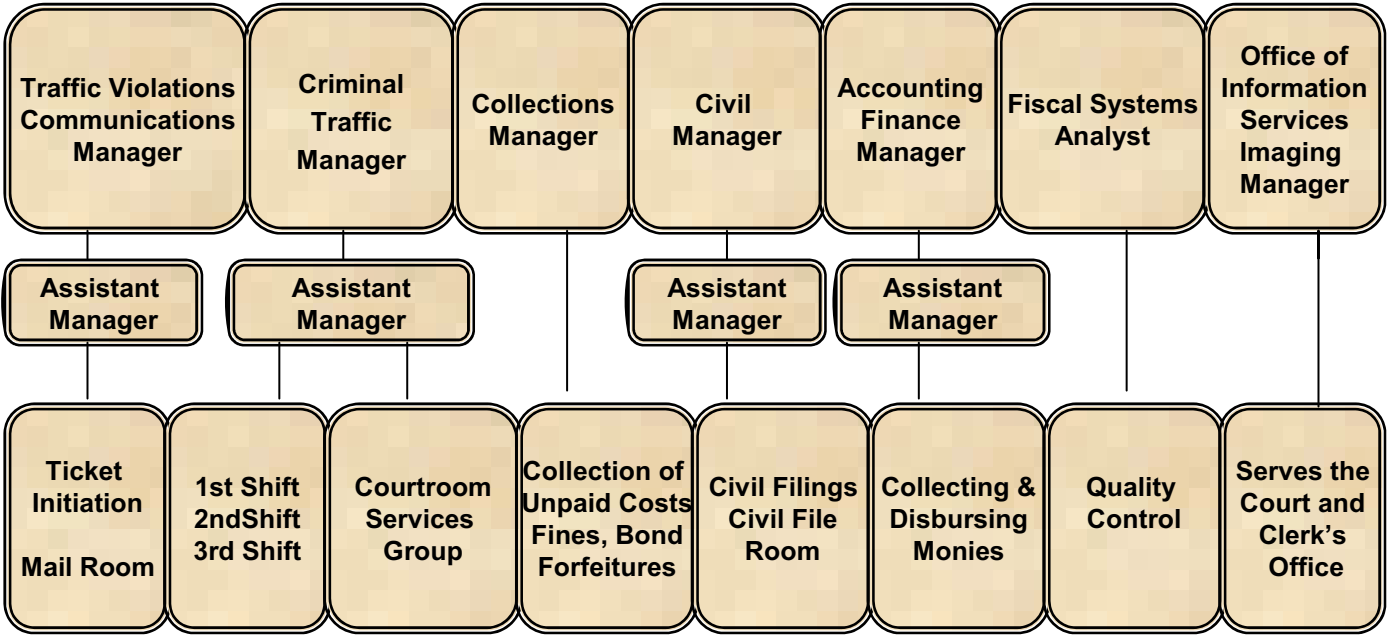 Traffic Violations
Communications
Manager
Criminal
Traffic
Manager
Collections
Manager
Civil
Manager
Accounting
Finance
Manager
Fiscal Systems
Analyst
Office of
Information
Services
Imaging
Manager
Assistant
Manager
Assistant
Manager
Assistant
Manager
Assistant
Manager
Ticket
Initiation
Mail Room
1st Shift
2ndShift
3rd Shift
Courtroom
Services
Group
Collection of
Unpaid Costs
Fines, Bond
Forfeitures
Civil Filings
Civil File
Room
Collecting &
Disbursing
Monies
Quality
Control
Serves the
Court and
Clerk’s
Office